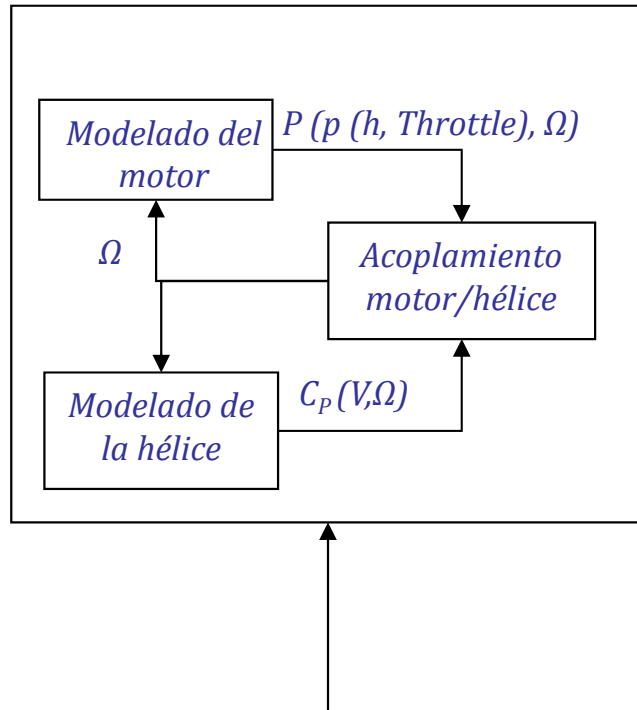 Modelado del
motor
P (p (h, Throttle), Ω)
Ω
Acoplamiento
motor/hélice
Modelado de
la hélice
C_P (V,Ω)